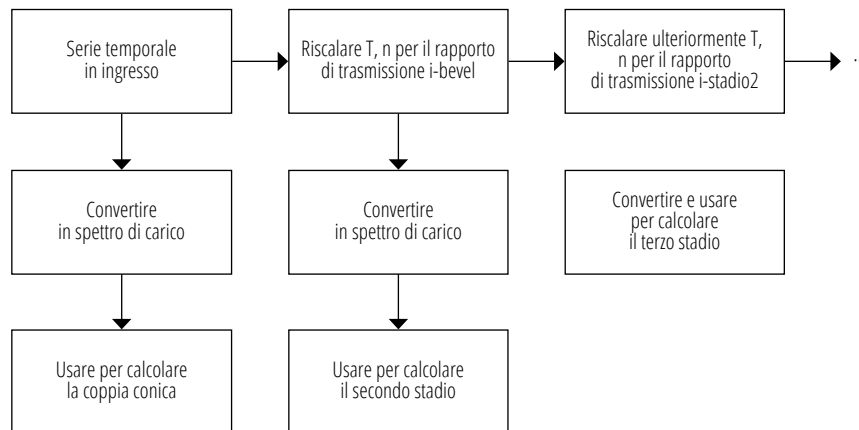 Serie temporale
in ingresso
Riscalare T, n per il rapporto
di trasmissione i-bevel
Riscalare ulteriormente T,
n per il rapporto
di trasmissione i-stadio2
.
Convertire
in spettro di carico
Convertire
in spettro di carico
Convertire e usare
per calcolare
il terzo stadio
Usare per calcolare
la coppia conica
Usare per calcolare
il secondo stadio